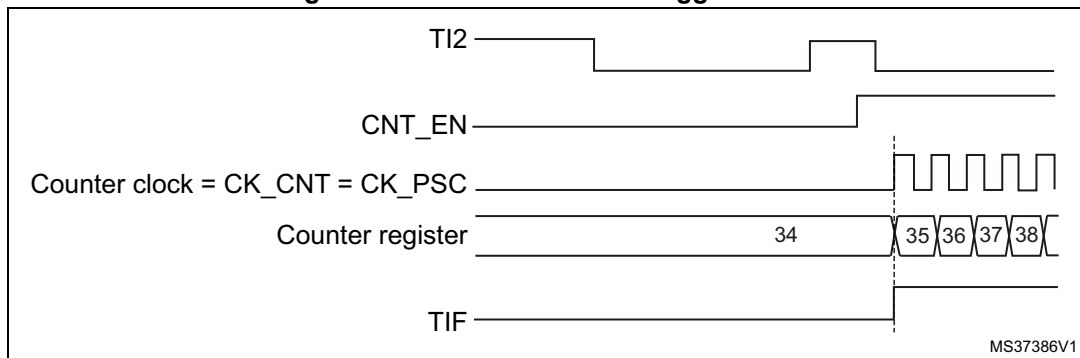 TI2
CNT_EN
Counter clock = CK_CNT = CK_PSC
Counter register 34 35 36 37 38
TIF
MS37386V1